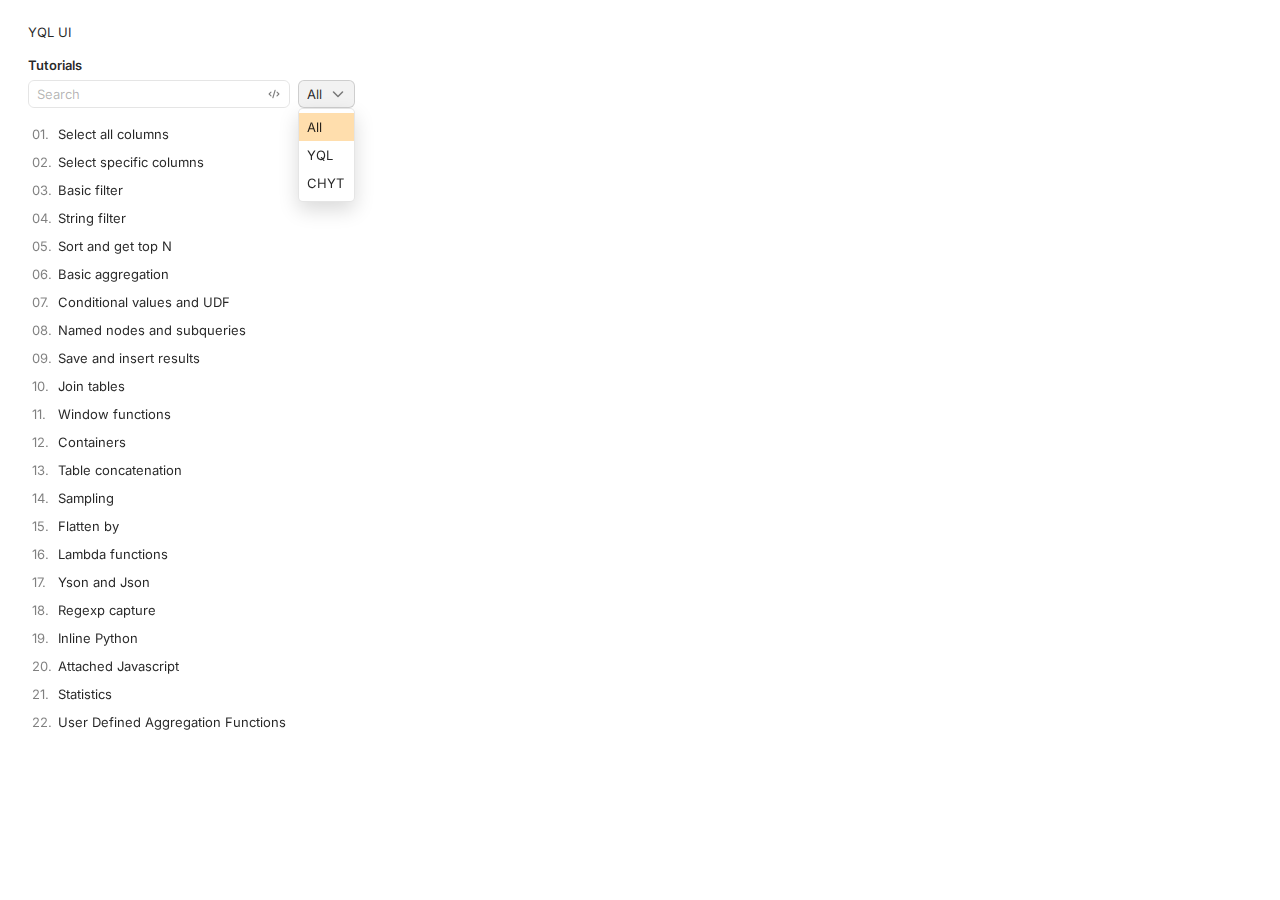 YQL UI
Tutorials
Search
All
All
YQL
CHYT
01. Select all columns
02. Select specific columns
03. Basic filter
04. String filter
05. Sort and get top N
06. Basic aggregation
07. Conditional values and UDF
08. Named nodes and subqueries
09. Save and insert results
10. Join tables
11. Window functions
12. Containers
13. Table concatenation
14. Sampling
15. Flatten by
16. Lambda functions
17. Yson and Json
18. Regexp capture
19. Inline Python
20. Attached Javascript
21. Statistics
22. User Defined Aggregation Functions